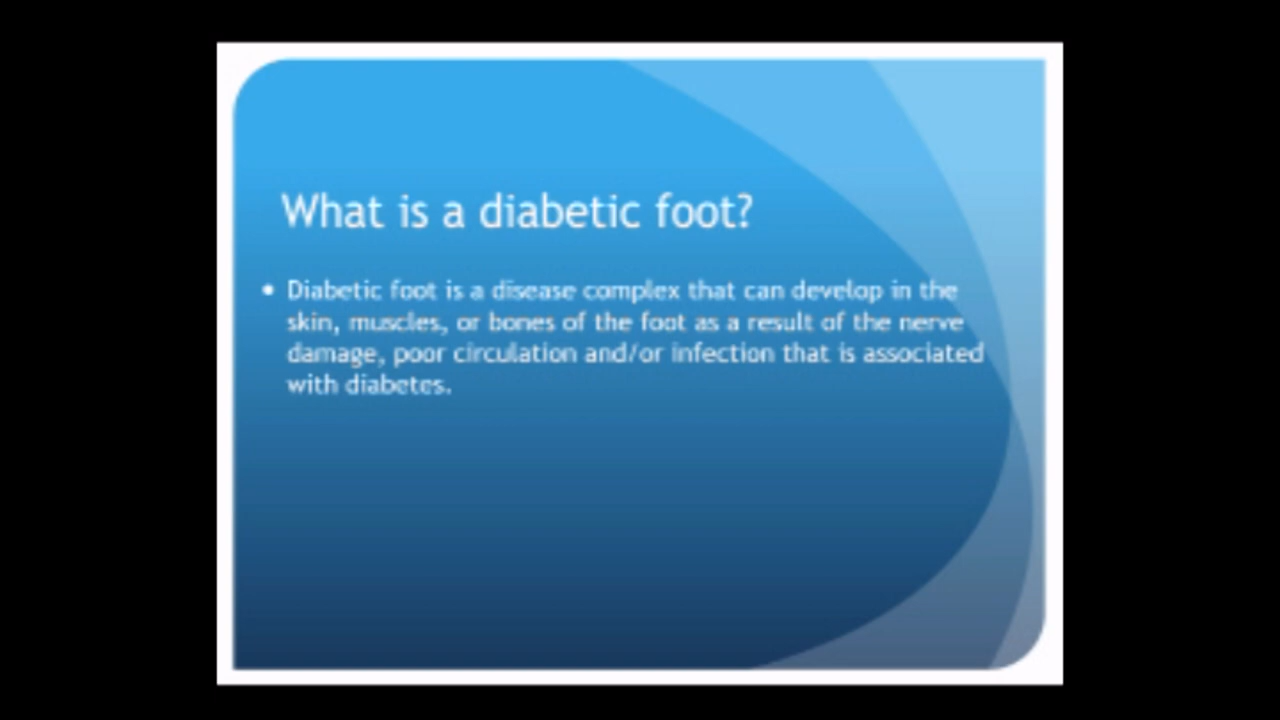 What is a diabetic foot?
• Diabetic foot is a disease complex that can develop in the
skin, muscles, or bones of the foot as a result of the nerve
damage, poor circulation and/or infection that is associated
with diabetes.